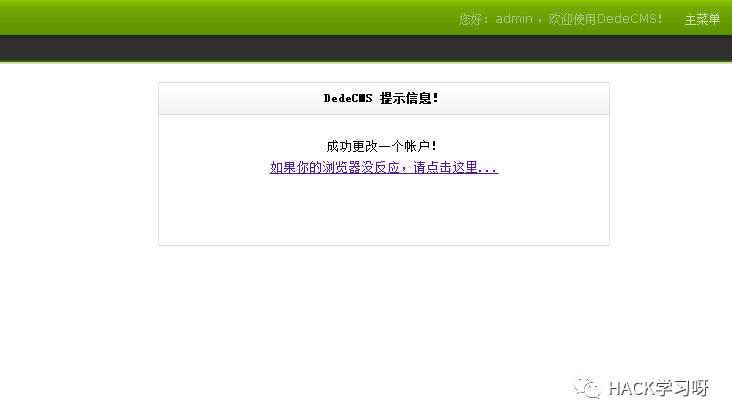 您好：admin ，欢迎使用DedeCMS！ 主菜单
DedeCMS 提示信息！
成功更改一个帐户！
如果你的浏览器没反应，请点击这里...
HACK学习呀